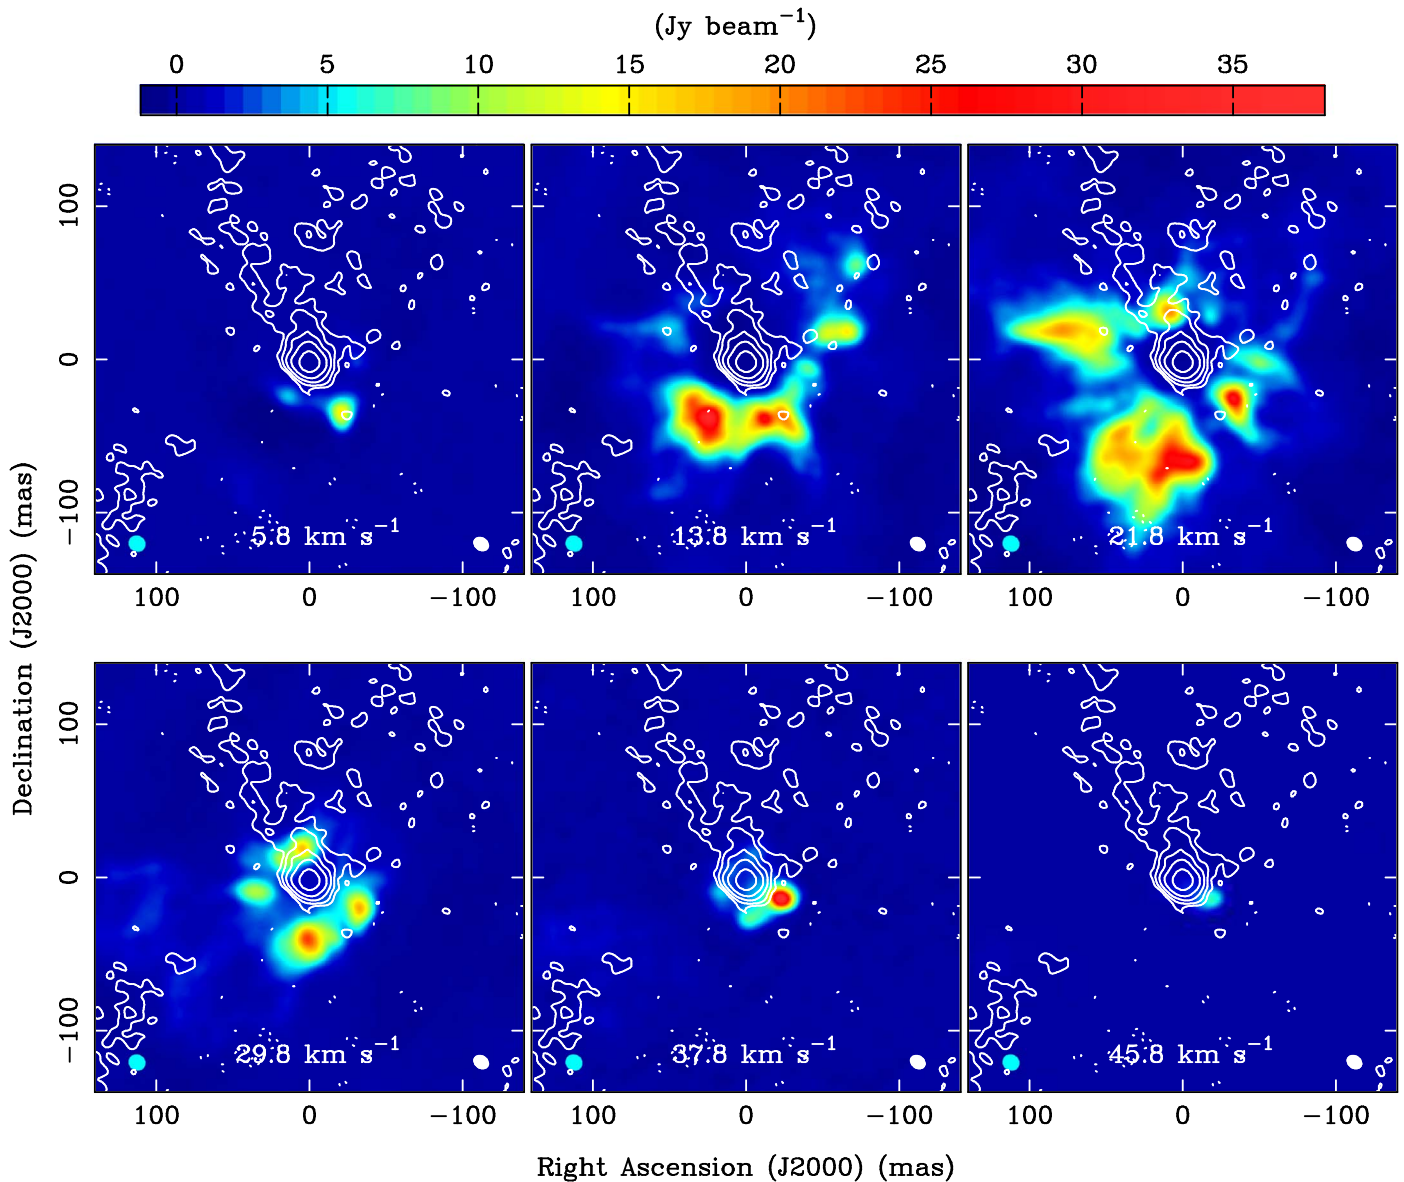 (Jy beam⁻¹)
0 5 10 15 20 25 30 35
100 0 −100
5.8 km s⁻¹
13.8 km s⁻¹
21.8 km s⁻¹
100 0 −100 100 0 −100 100 0 −100
Declination (J2000) (mas)
100 0 −100
29.8 km s⁻¹
37.8 km s⁻¹
45.8 km s⁻¹
100 0 −100 100 0 −100 100 0 −100
Right Ascension (J2000) (mas)